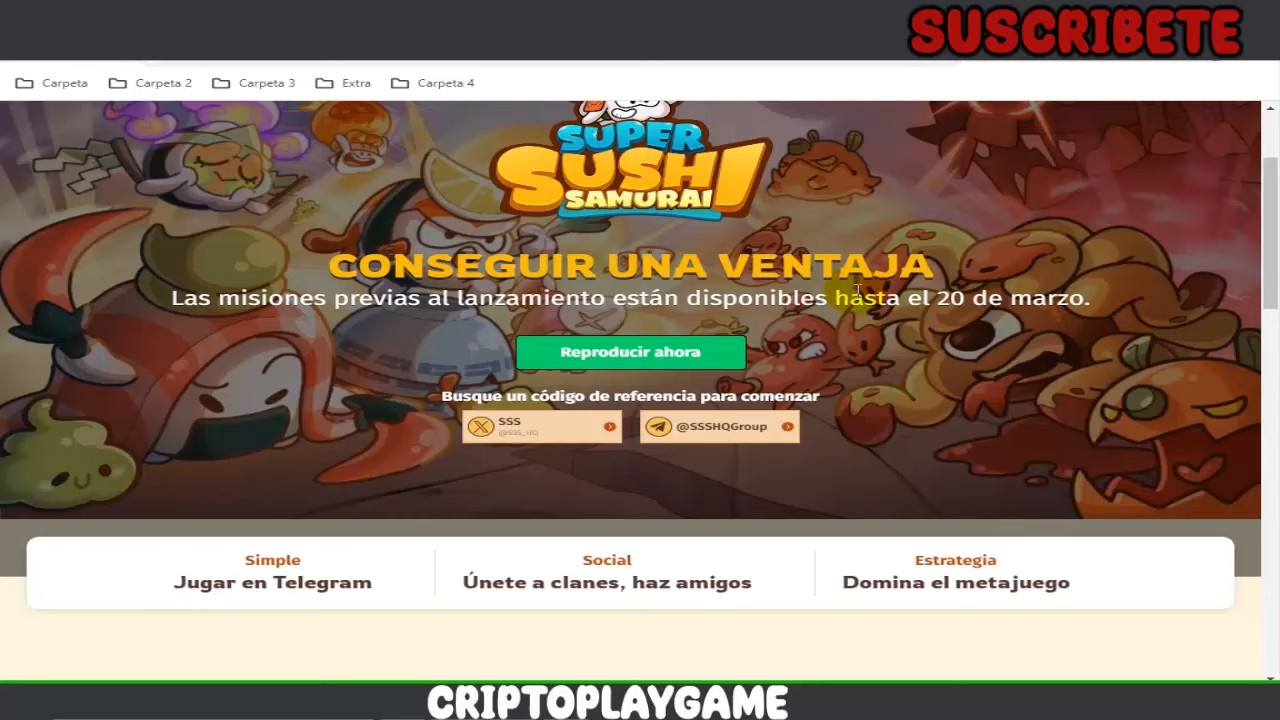 SUSCRIBETE
Carpeta Carpeta 2 Carpeta 3 Extra Carpeta 4
SUPER
SUSHI
SAMURAI
CONSEGUIR UNA VENTAJA
Las misiones previas al lanzamiento están disponibles hasta el 20 de marzo.
Reproducir ahora
Busque un código de referencia para comenzar
SSS
@SSS_HQ
@SSSHQGroup
Simple
Jugar en Telegram
Social
Únete a clanes, haz amigos
Estrategia
Domina el metajuego
CRIPTOPLAYGAME